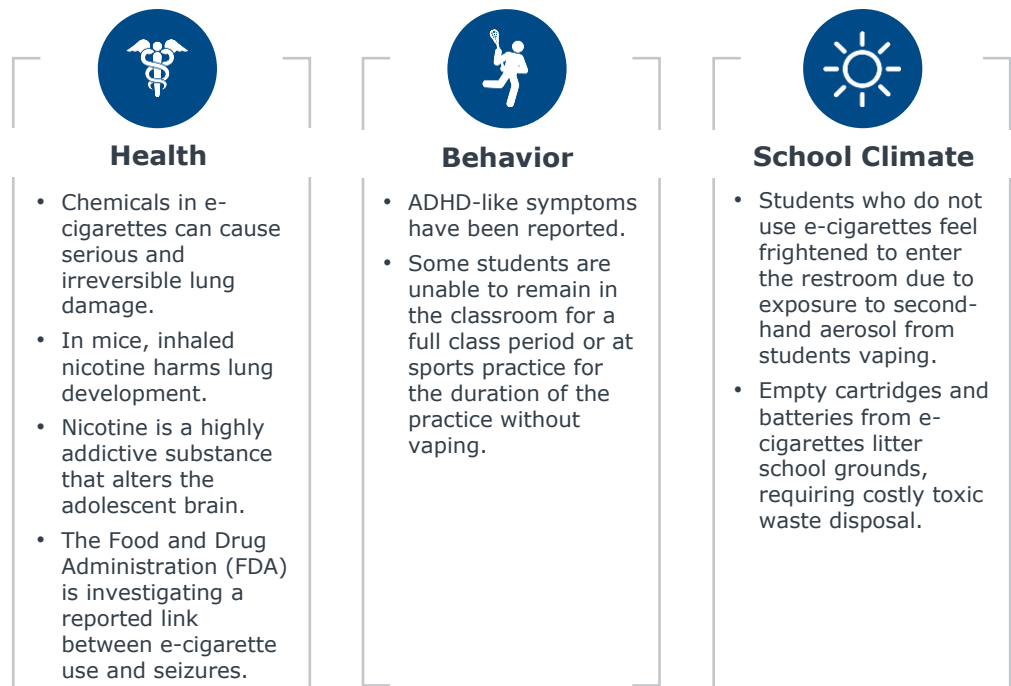 Health
• Chemicals in e-
cigarettes can cause
serious and
irreversible lung
damage.
• In mice, inhaled
nicotine harms lung
development.
• Nicotine is a highly
addictive substance
that alters the
adolescent brain.
• The Food and Drug
Administration (FDA)
is investigating a
reported link
between e-cigarette
use and seizures.
Behavior
• ADHD-like symptoms
have been reported.
• Some students are
unable to remain in
the classroom for a
full class period or at
sports practice for
the duration of the
practice without
vaping.
School Climate
• Students who do not
use e-cigarettes feel
frightened to enter
the restroom due to
exposure to second-
hand aerosol from
students vaping.
• Empty cartridges and
batteries from e-
cigarettes litter
school grounds,
requiring costly toxic
waste disposal.